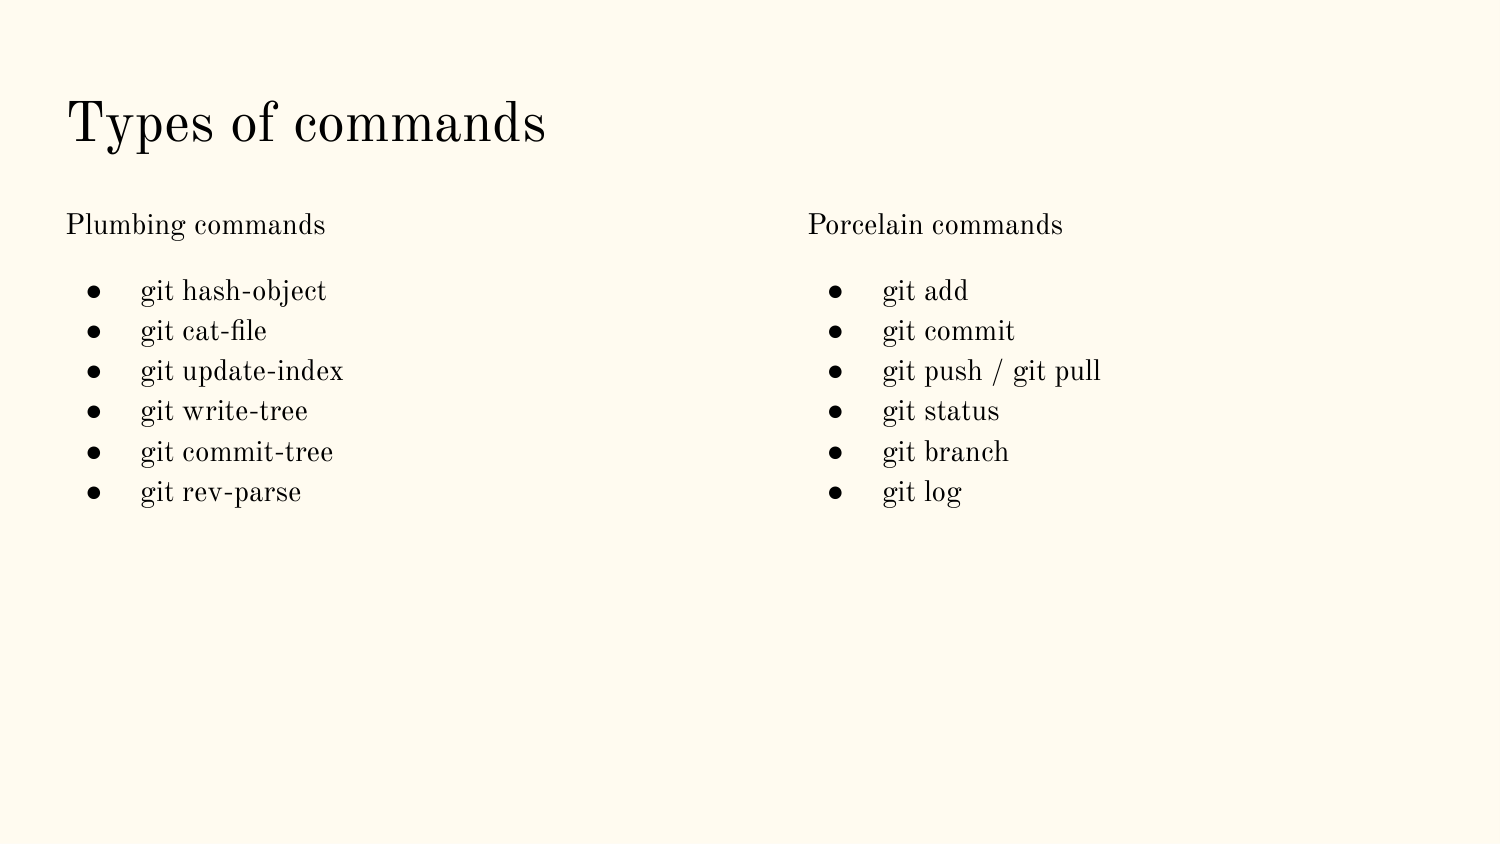 Types of commands
Plumbing commands
● git hash-object
● git cat-file
● git update-index
● git write-tree
● git commit-tree
● git rev-parse
Porcelain commands
● git add
● git commit
● git push / git pull
● git status
● git branch
● git log